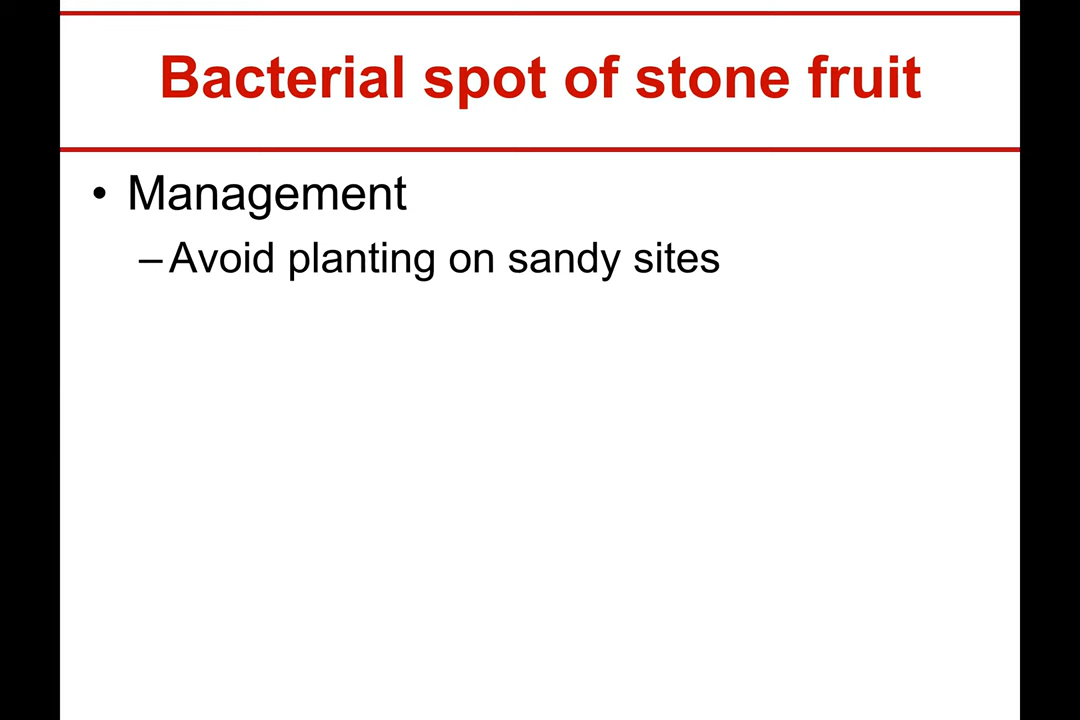 Bacterial spot of stone fruit
• Management
–Avoid planting on sandy sites